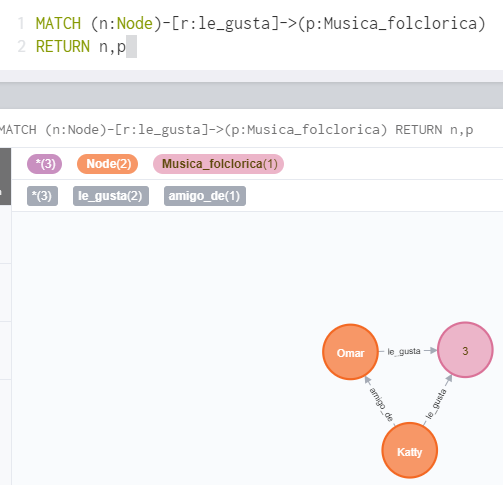 1 MATCH (n:Node)-[r:le_gusta]->(p:Musica_folclorica)
2 RETURN n,p
MATCH (n:Node)-[r:le_gusta]->(p:Musica_folclorica) RETURN n,p
*(3) Node(2) Musica_folclorica(1)
*(3) le_gusta(2) amigo_de(1)
Omar le_gusta 3
amigo_de le_gusta
Katty